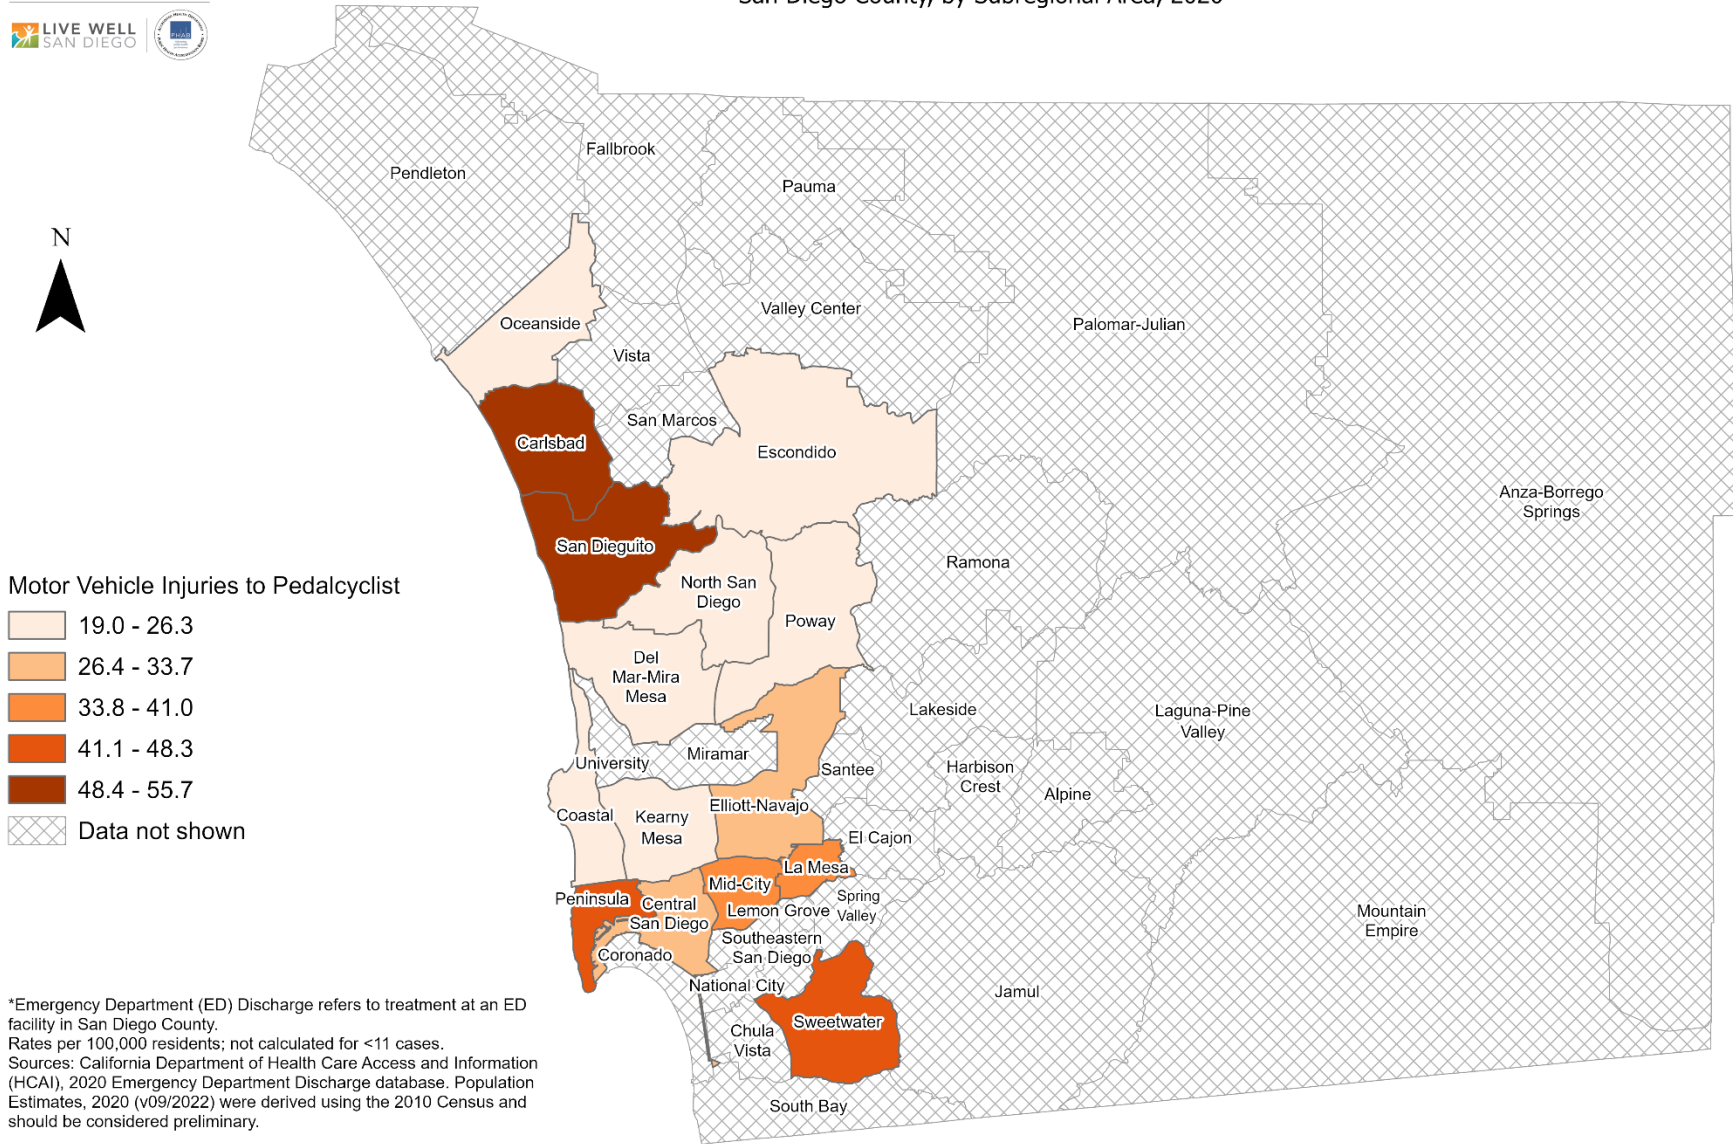 San Diego County, by Subregional Area, 2020
LIVE WELL
SAN DIEGO
PHAB
N
Pendleton
Fallbrook
Pauma
Oceanside
Vista
Valley Center
Palomar-Julian
Carlsbad
San Marcos
Escondido
Anza-Borrego
Springs
San Dieguito
North San
Diego
Poway
Ramona
Del
Mar-Mira
Mesa
Lakeside
Laguna-Pine
Valley
University
Miramar
Santee
Harbison
Crest
Alpine
Coastal
Kearny
Mesa
Elliott-Navajo
El Cajon
La Mesa
Mid-City
Peninsula
Central
San Diego
Lemon Grove
Spring
Valley
Mountain
Empire
Coronado
Southeastern
San Diego
National City
Jamul
Sweetwater
Chula
Vista
South Bay
Motor Vehicle Injuries to Pedalcyclist
19.0 - 26.3
26.4 - 33.7
33.8 - 41.0
41.1 - 48.3
48.4 - 55.7
Data not shown
*Emergency Department (ED) Discharge refers to treatment at an ED
facility in San Diego County.
Rates per 100,000 residents; not calculated for <11 cases.
Sources: California Department of Health Care Access and Information
(HCAI), 2020 Emergency Department Discharge database. Population
Estimates, 2020 (v09/2022) were derived using the 2010 Census and
should be considered preliminary.